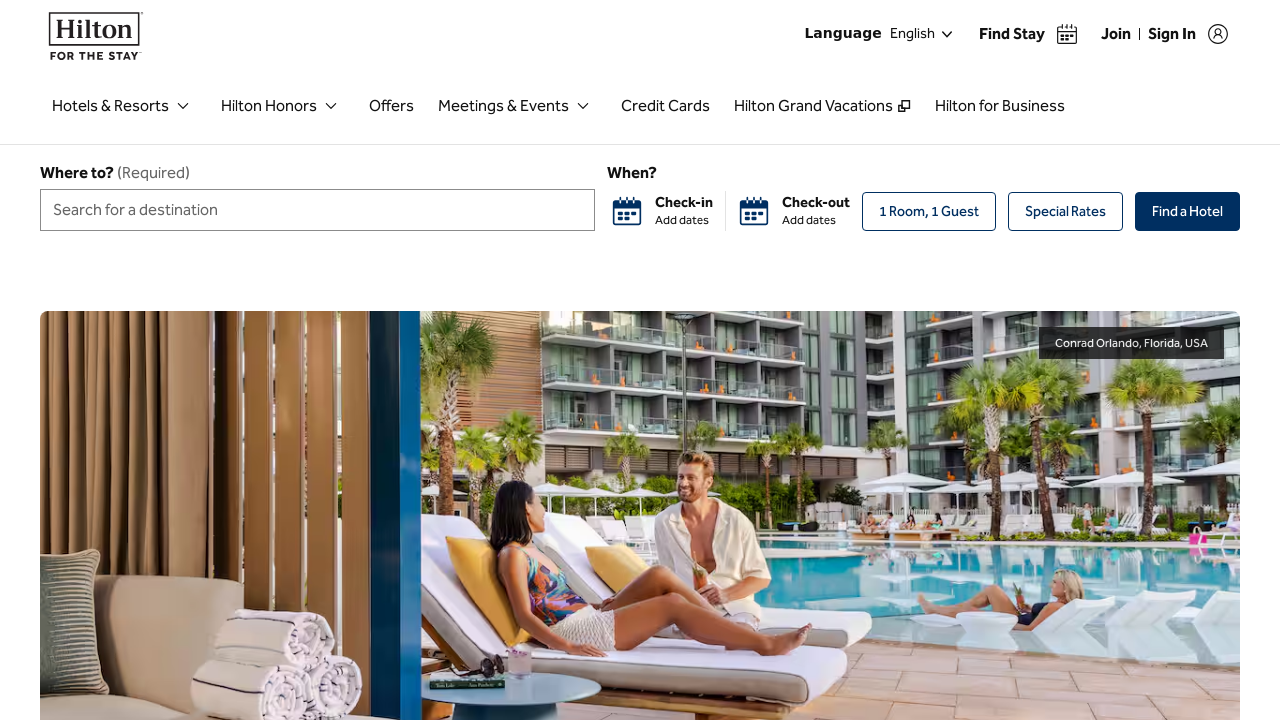 Hilton
FOR THE STAY
Language English
Find Stay
Join | Sign In
Hotels & Resorts
Hilton Honors
Offers
Meetings & Events
Credit Cards
Hilton Grand Vacations
Hilton for Business
Where to? (Required)
Search for a destination
When?
Check-in
Add dates
Check-out
Add dates
1 Room, 1 Guest
Special Rates
Find a Hotel
Conrad Orlando, Florida, USA